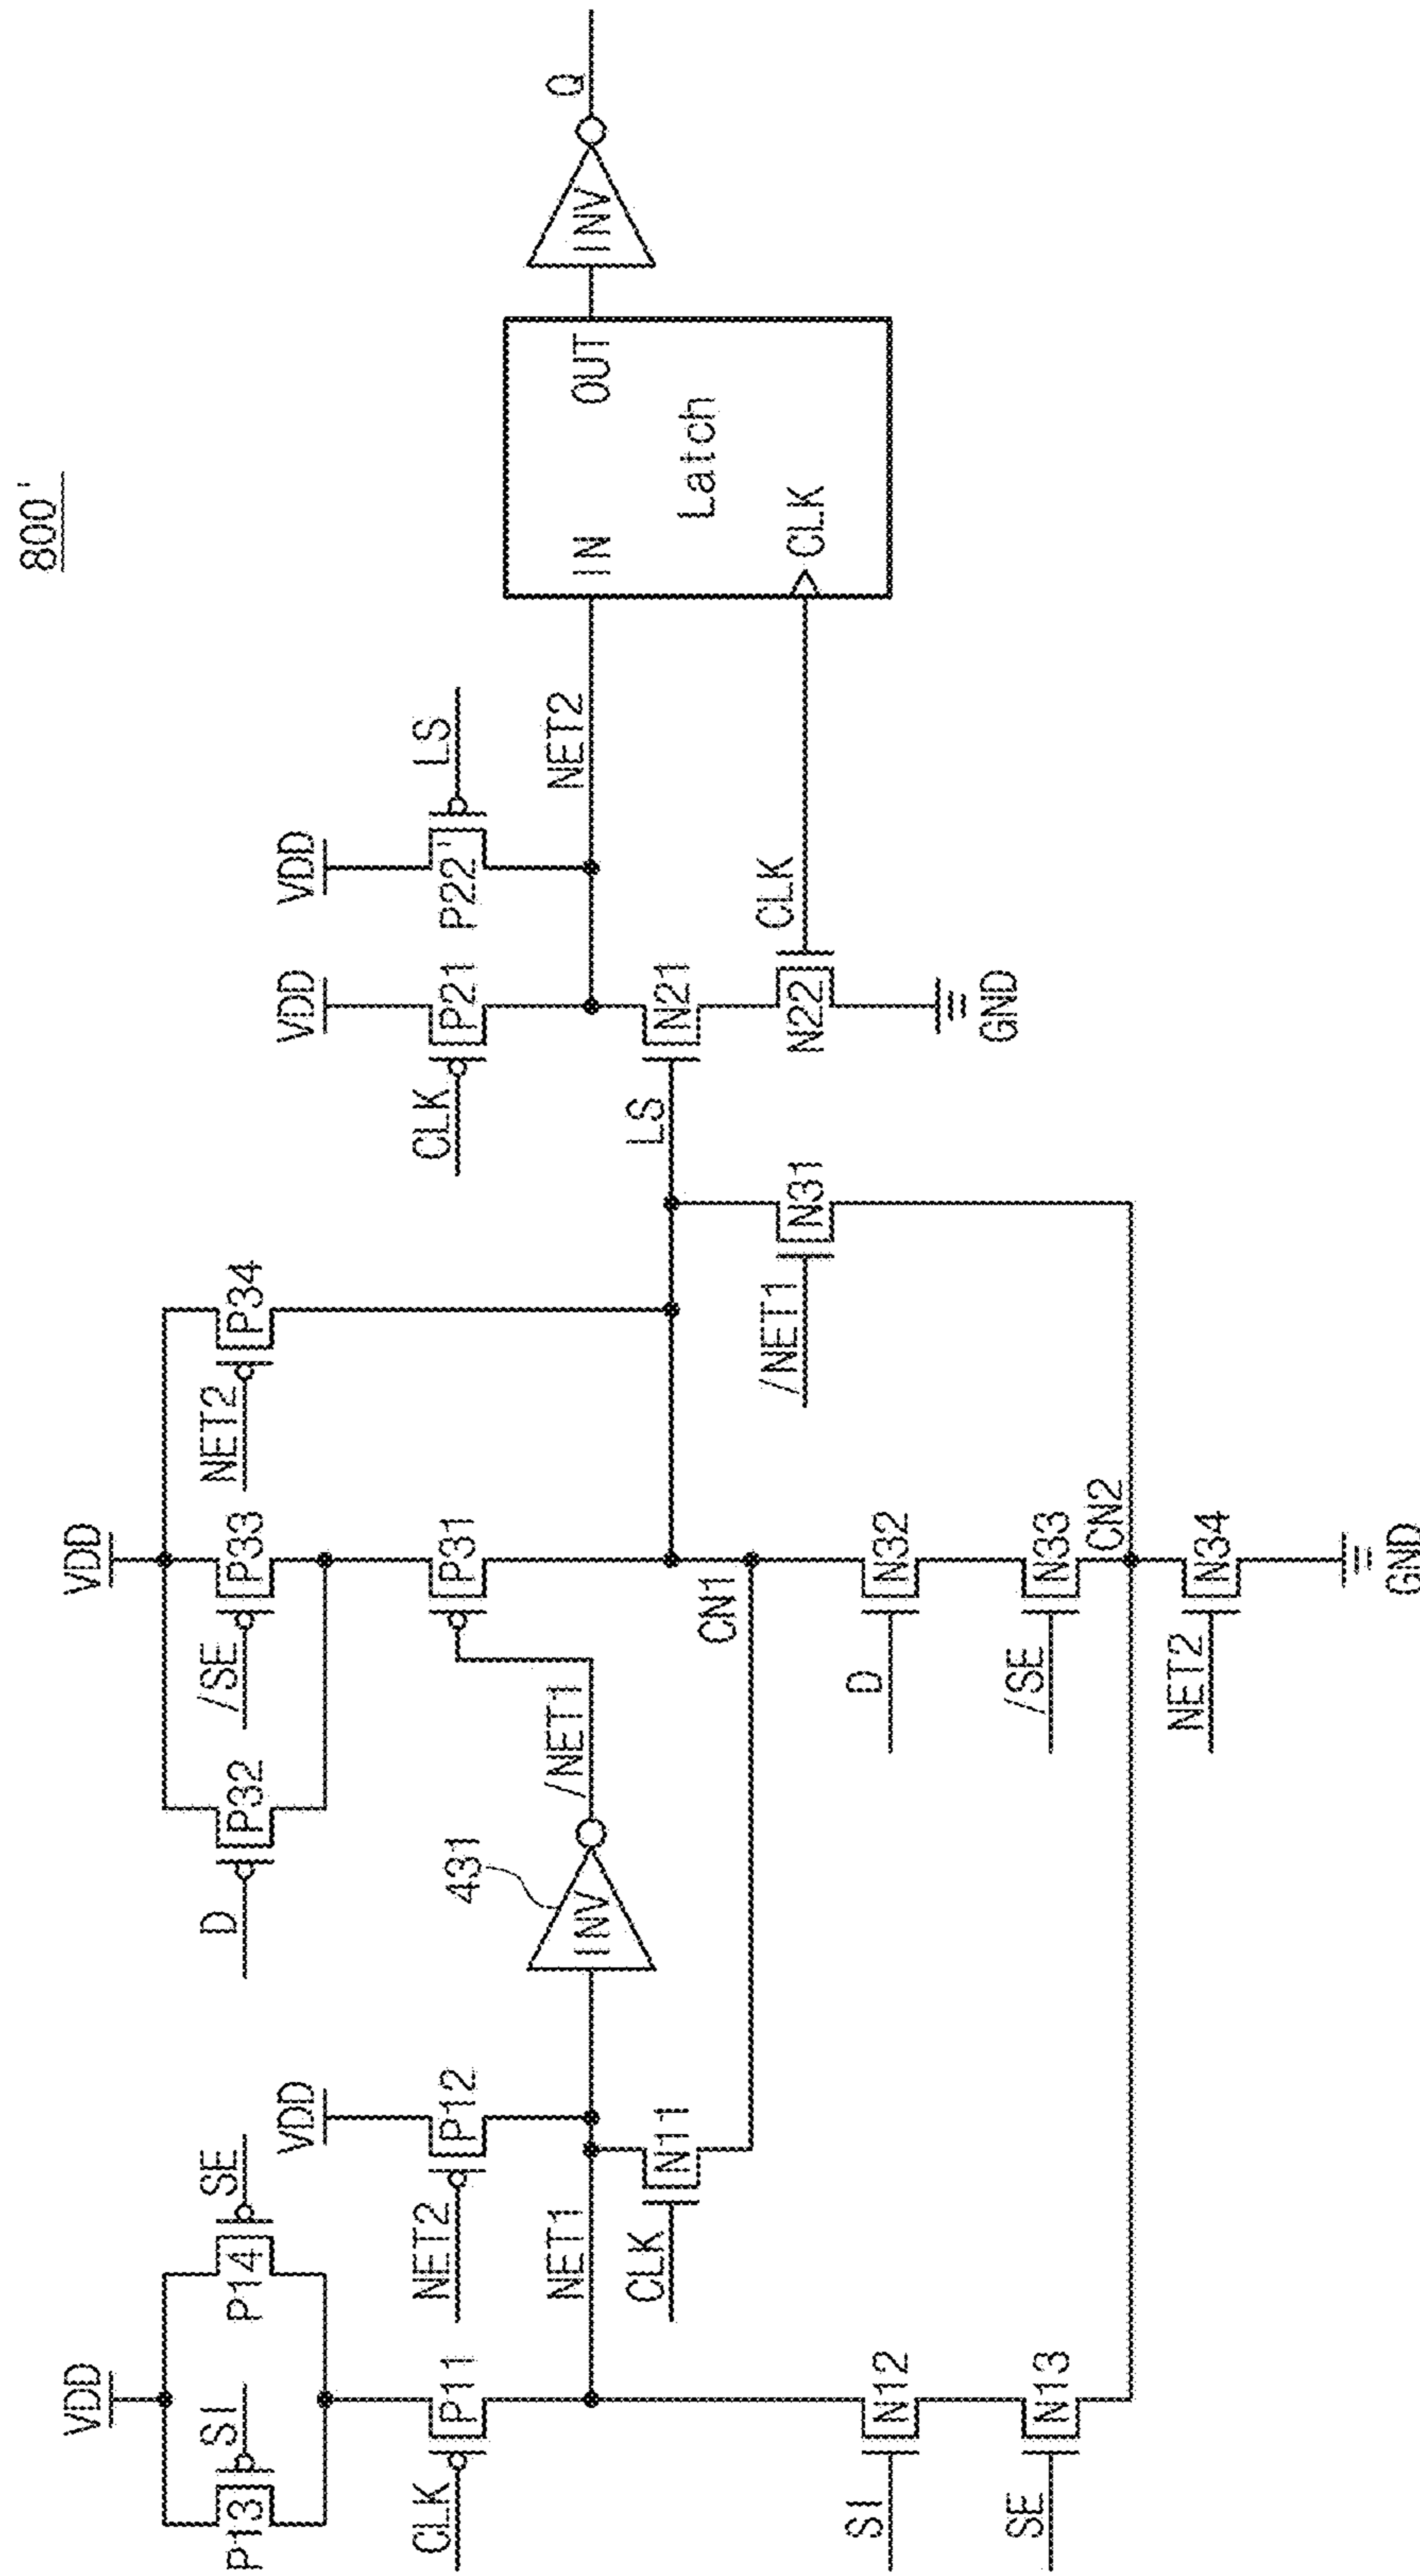 800'
VDD
P13
SI
P14
SE
CLK
P11
NET1
NET2
P12
VDD
CLK
N11
SI
N12
SE
N13
INV
431
/NET1
VDD
D
P32
/SE
P33
NET2
P34
P31
CN1
D
N32
/SE
N33
CN2
NET2
N34
GND
/NET1
N31
LS
CLK
P21
VDD
VDD
P22'
LS
N21
N22
CLK
GND
NET2
IN
OUT
Latch
CLK
INV
Q